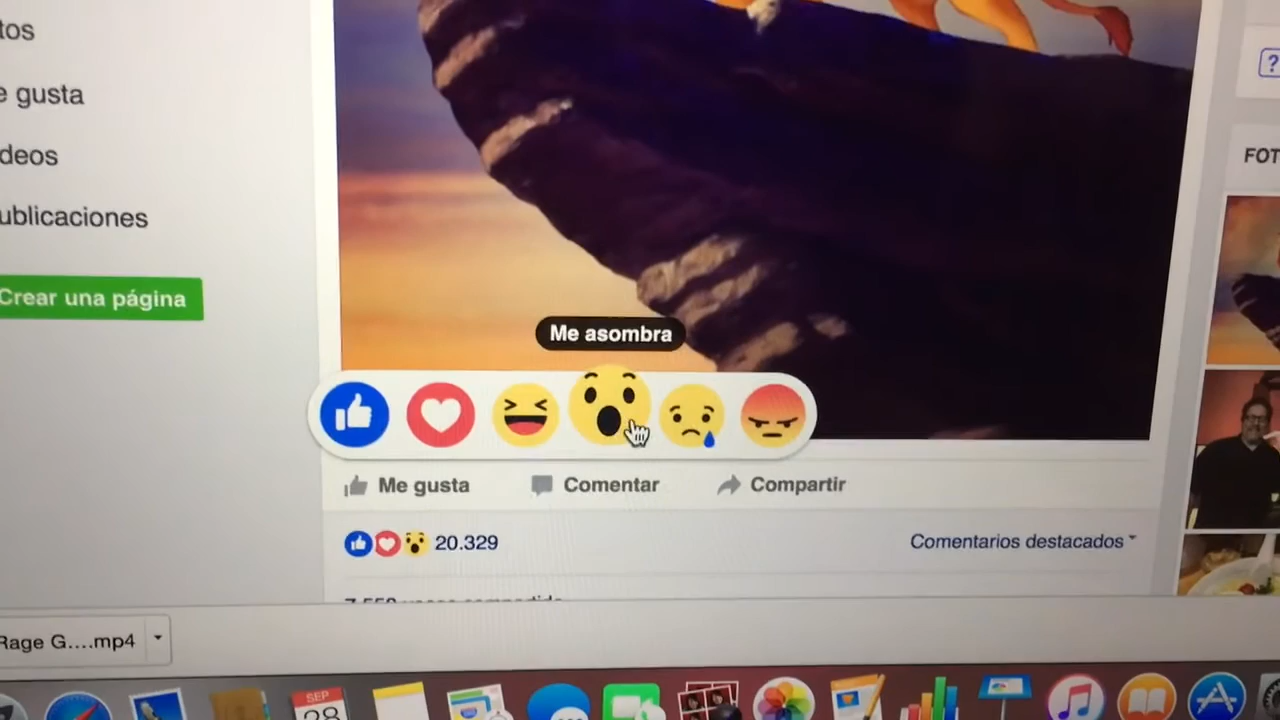 tos
e gusta
deos
ublicaciones
Crear una página
Me asombra
Me gusta
Comentar
Compartir
20.329
Comentarios destacados
FOT
?
Rage G....mp4
SEP
28